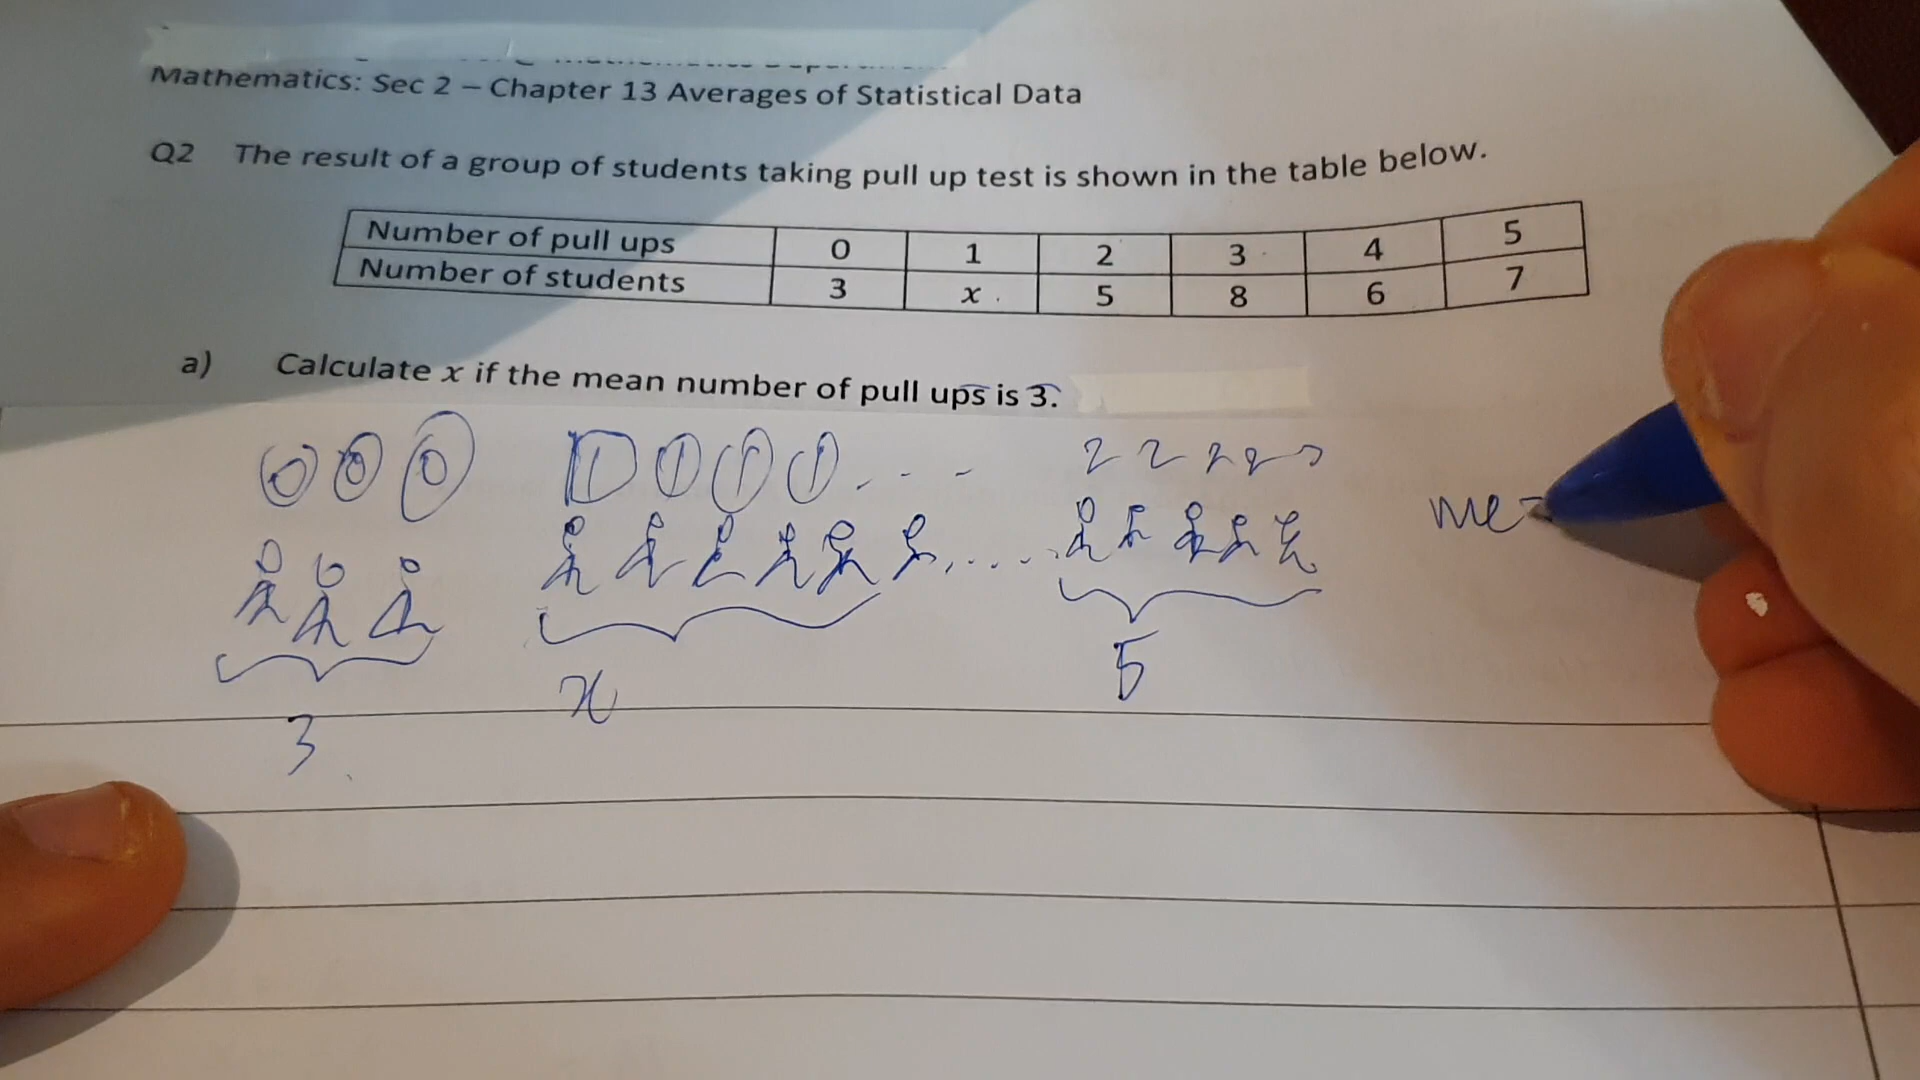 Mathematics: Sec 2 – Chapter 13 Averages of Statistical Data
Q2 The result of a group of students taking pull up test is shown in the table below.
Number of pull ups 0 1 2 3 4 5
Number of students 3 x 5 8 6 7
a) Calculate x if the mean number of pull ups is 3.
0 0 0 1 1 1 1 . - - 2 2 2 2 2
me
3 x 5